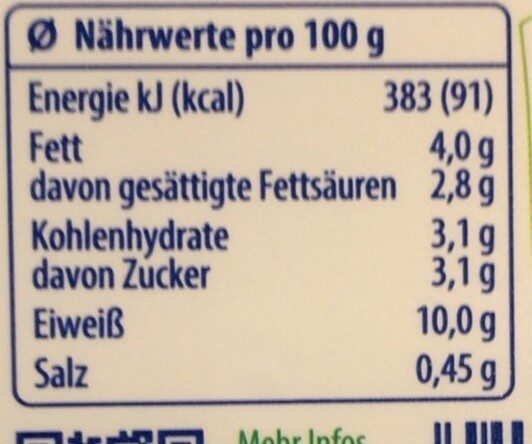 Ø Nährwerte pro 100 g
Energie kJ (kcal) 383 (91)
Fett 4,0 g
davon gesättigte Fettsäuren 2,8 g
Kohlenhydrate 3,1 g
davon Zucker 3,1 g
Eiweiß 10,0 g
Salz 0,45 g
Mehr Infos